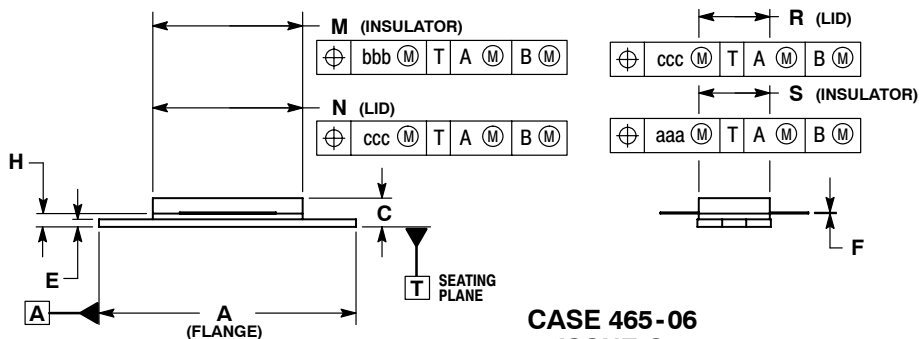 M (INSULATOR)
⌖ bbb Ⓜ T A Ⓜ B Ⓜ
N (LID)
⌖ ccc Ⓜ T A Ⓜ B Ⓜ
R (LID)
⌖ ccc Ⓜ T A Ⓜ B Ⓜ
S (INSULATOR)
⌖ aaa Ⓜ T A Ⓜ B Ⓜ
H
C
E
F
A
A
(FLANGE)
T SEATING
PLANE
CASE 465-06